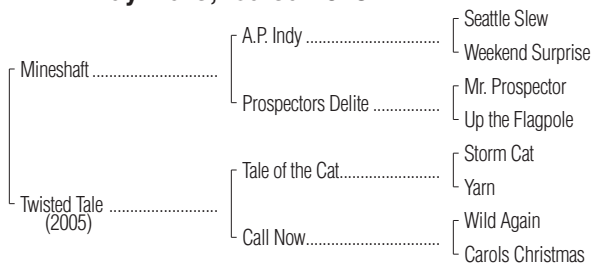 Seattle Slew
A.P. Indy
Weekend Surprise
Mineshaft
Mr. Prospector
Prospectors Delite
Up the Flagpole
Storm Cat
Tale of the Cat
Yarn
Twisted Tale
(2005)
Wild Again
Call Now
Carols Christmas